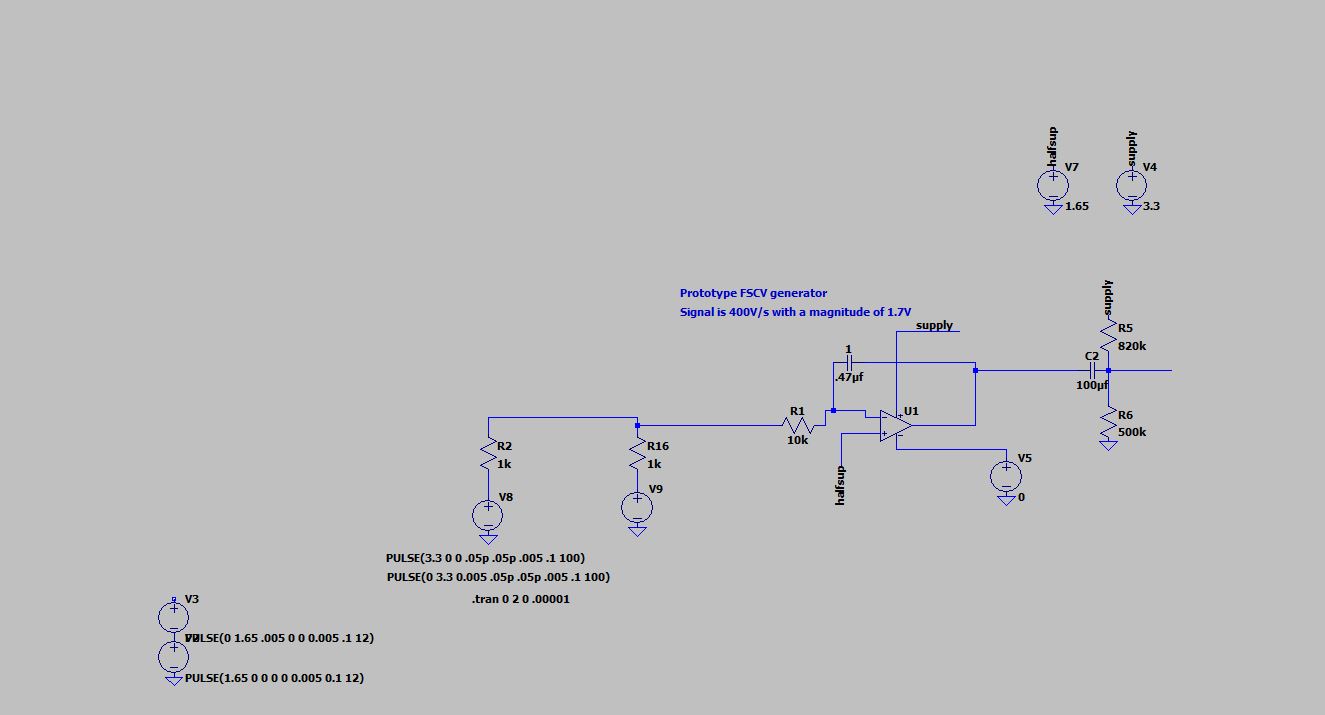 halfsup
supply
V7
V4
1.65
3.3
Prototype FSCV generator
Signal is 400V/s with a magnitude of 1.7V
supply
supply
R5
820k
1
.47µf
C2
100µf
R1
10k
U1
R6
500k
R2
1k
R16
1k
halfsup
V5
0
V8
V9
PULSE(3.3 0 0 .05p .05p .005 .1 100)
PULSE(0 3.3 0.005 .05p .05p .005 .1 100)
.tran 0 2 0 .00001
V3
PULSE(0 1.65 .005 0 0 0.005 .1 12)
PULSE(1.65 0 0 0 0 0.005 0.1 12)